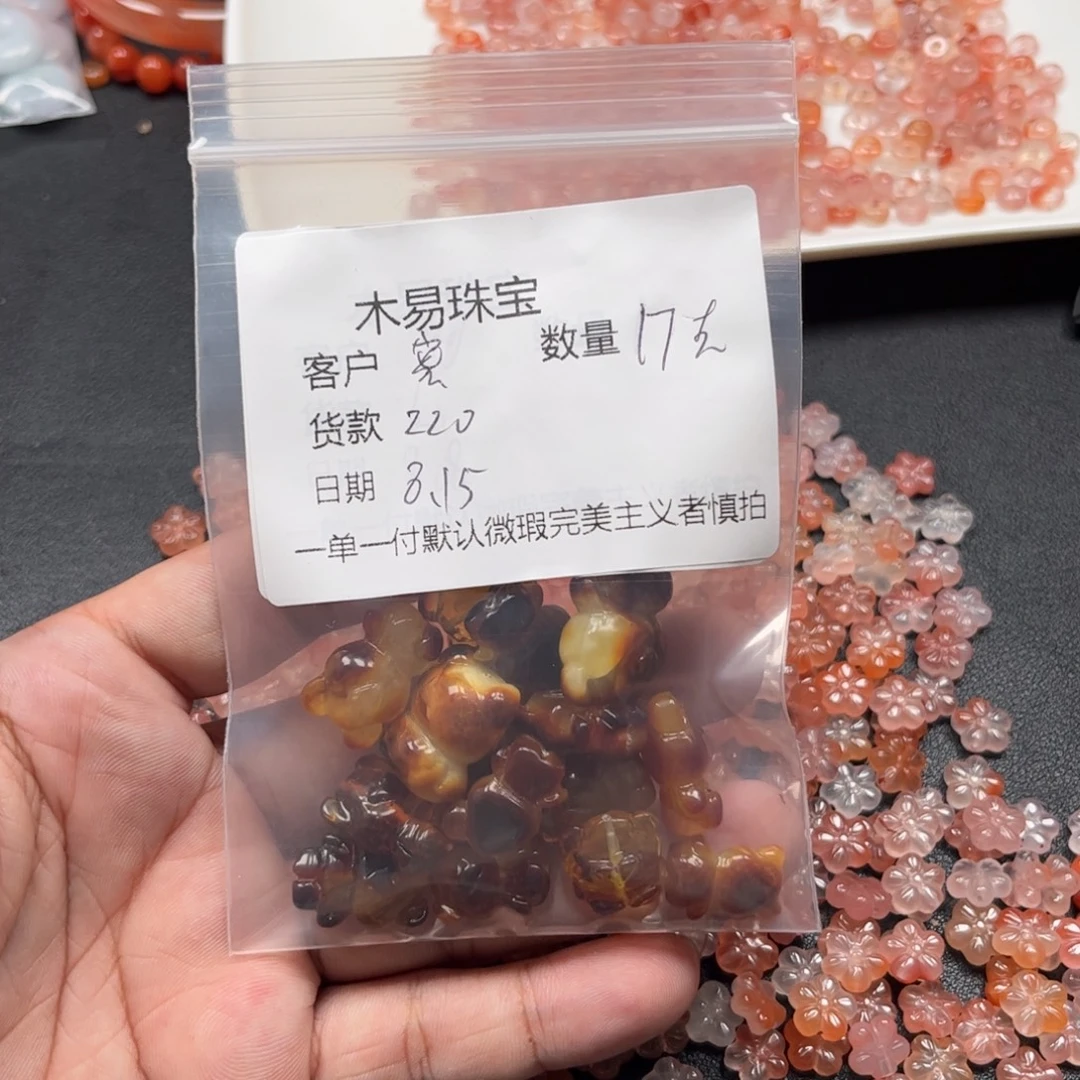 木易珠宝
客户 数量 17
货款 220
日期 8.15
一单一付默认微瑕完美主义者慎拍